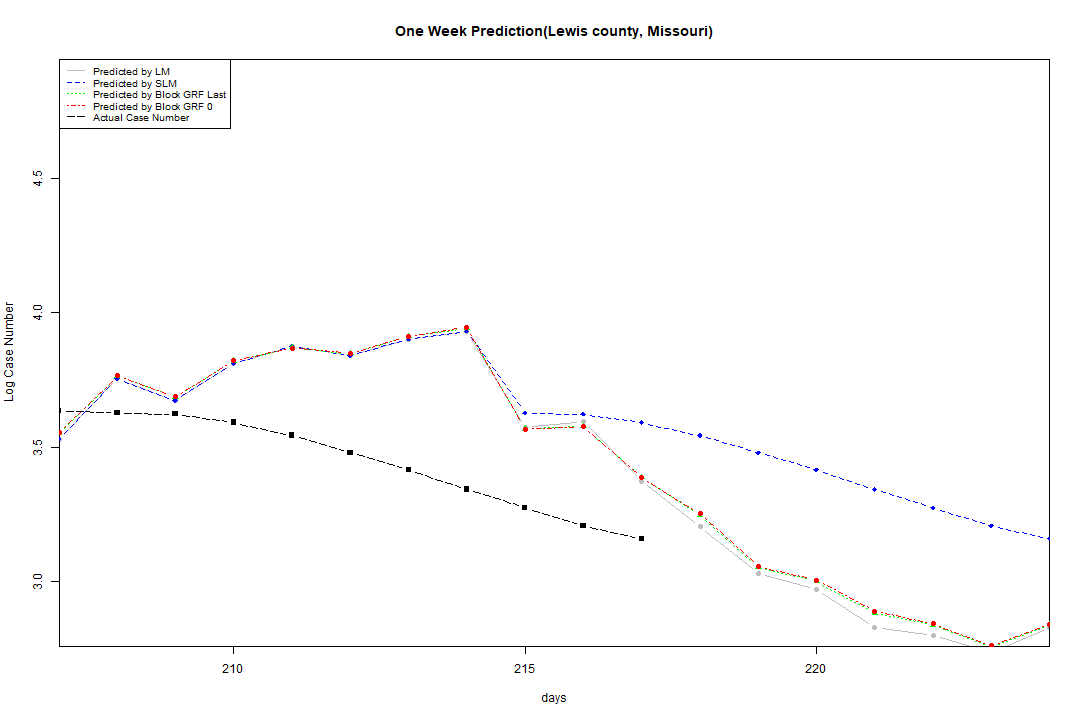 One Week Prediction(Lewis county, Missouri)
Predicted by LM
Predicted by SLM
Predicted by Block GRF Last
Predicted by Block GRF 0
Actual Case Number
4.5
4.0
3.5
3.0
Log Case Number
210
215
220
days